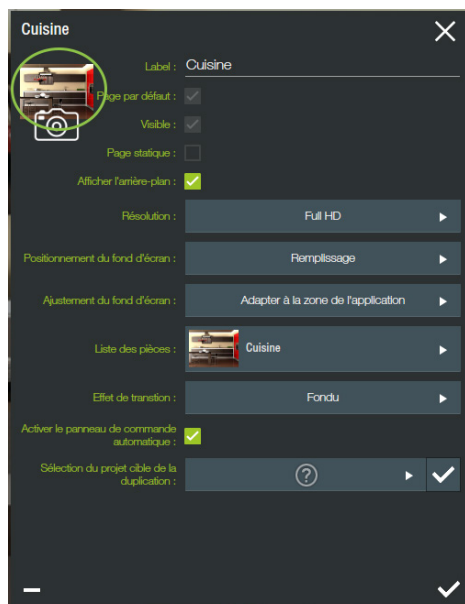 Cuisine
Label : Cuisine
Page par défaut :
Visible :
Page statique :
Afficher l'arrière-plan :
Résolution : Full HD
Positionnement du fond d'écran : Remplissage
Ajustement du fond d'écran : Adapter à la zone de l'application
Liste des pièces : Cuisine
Effet de transtion : Fondu
Activer le panneau de commande
automatique :
Sélection du projet cible de la
duplication : ?